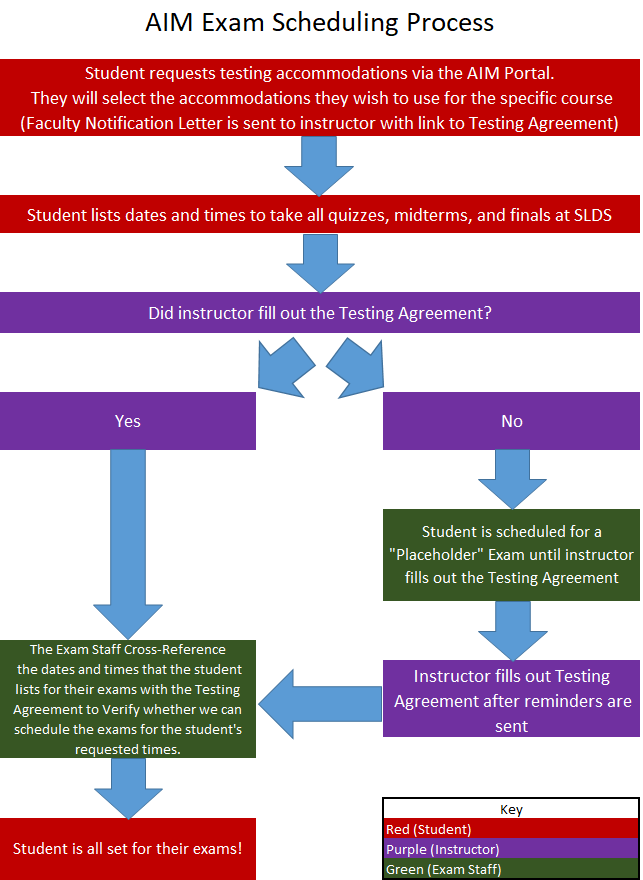 AIM Exam Scheduling Process
Student requests testing accommodations via the AIM Portal.
They will select the accommodations they wish to use for the specific course
(Faculty Notification Letter is sent to instructor with link to Testing Agreement)
Student lists dates and times to take all quizzes, midterms, and finals at SLDS
Did instructor fill out the Testing Agreement?
Yes
No
Student is scheduled for a
"Placeholder" Exam until instructor
fills out the Testing Agreement
The Exam Staff Cross-Reference
the dates and times that the student
lists for their exams with the Testing
Agreement to Verify whether we can
schedule the exams for the student's
requested times.
Instructor fills out Testing
Agreement after reminders are
sent
Student is all set for their exams!
Key
Red (Student)
Purple (Instructor)
Green (Exam Staff)